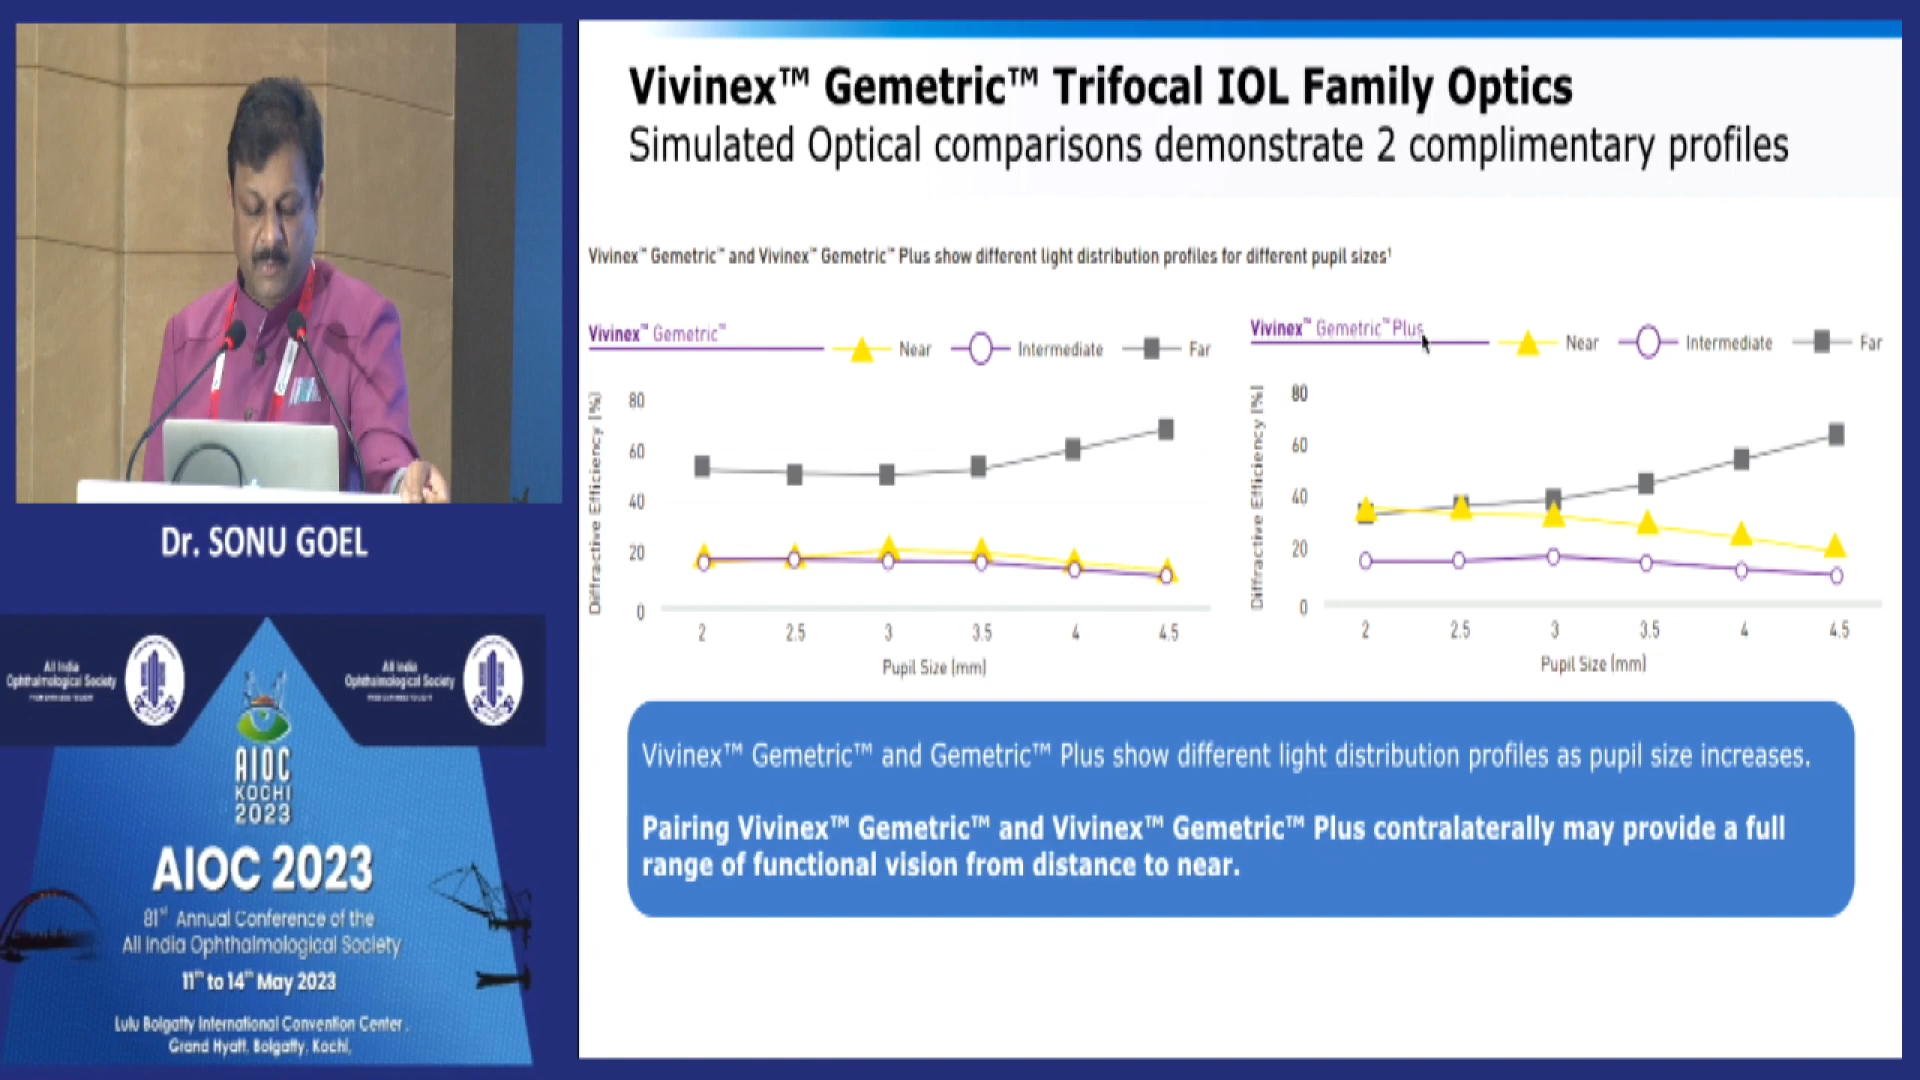 Vivinex™ Gemetric™ Trifocal IOL Family Optics
Simulated Optical comparisons demonstrate 2 complimentary profiles
Vivinex™ Gemetric™ and Vivinex™ Gemetric™ Plus show different light distribution profiles for different pupil sizes¹
Vivinex™ Gemetric™
Near Intermediate Far
Diffractive Efficiency [%]
80
60
40
20
0
2 2.5 3 3.5 4 4.5
Pupil Size [mm]
Vivinex™ Gemetric™ Plus
Near Intermediate Far
Diffractive Efficiency [%]
80
60
40
20
0
2 2.5 3 3.5 4 4.5
Pupil Size [mm]
Vivinex™ Gemetric™ and Gemetric™ Plus show different light distribution profiles as pupil size increases.
Pairing Vivinex™ Gemetric™ and Vivinex™ Gemetric™ Plus contralaterally may provide a full
range of functional vision from distance to near.
Dr. SONU GOEL
All India
Ophthalmological Society
All India
Ophthalmological Society
AIOC
KOCHI
2023
AIOC 2023
81st Annual Conference of the
All India Ophthalmological Society
11th to 14th May 2023
Lulu Bolgatty International Convention Center ,
Grand Hyatt, Bolgatty, Kochi,